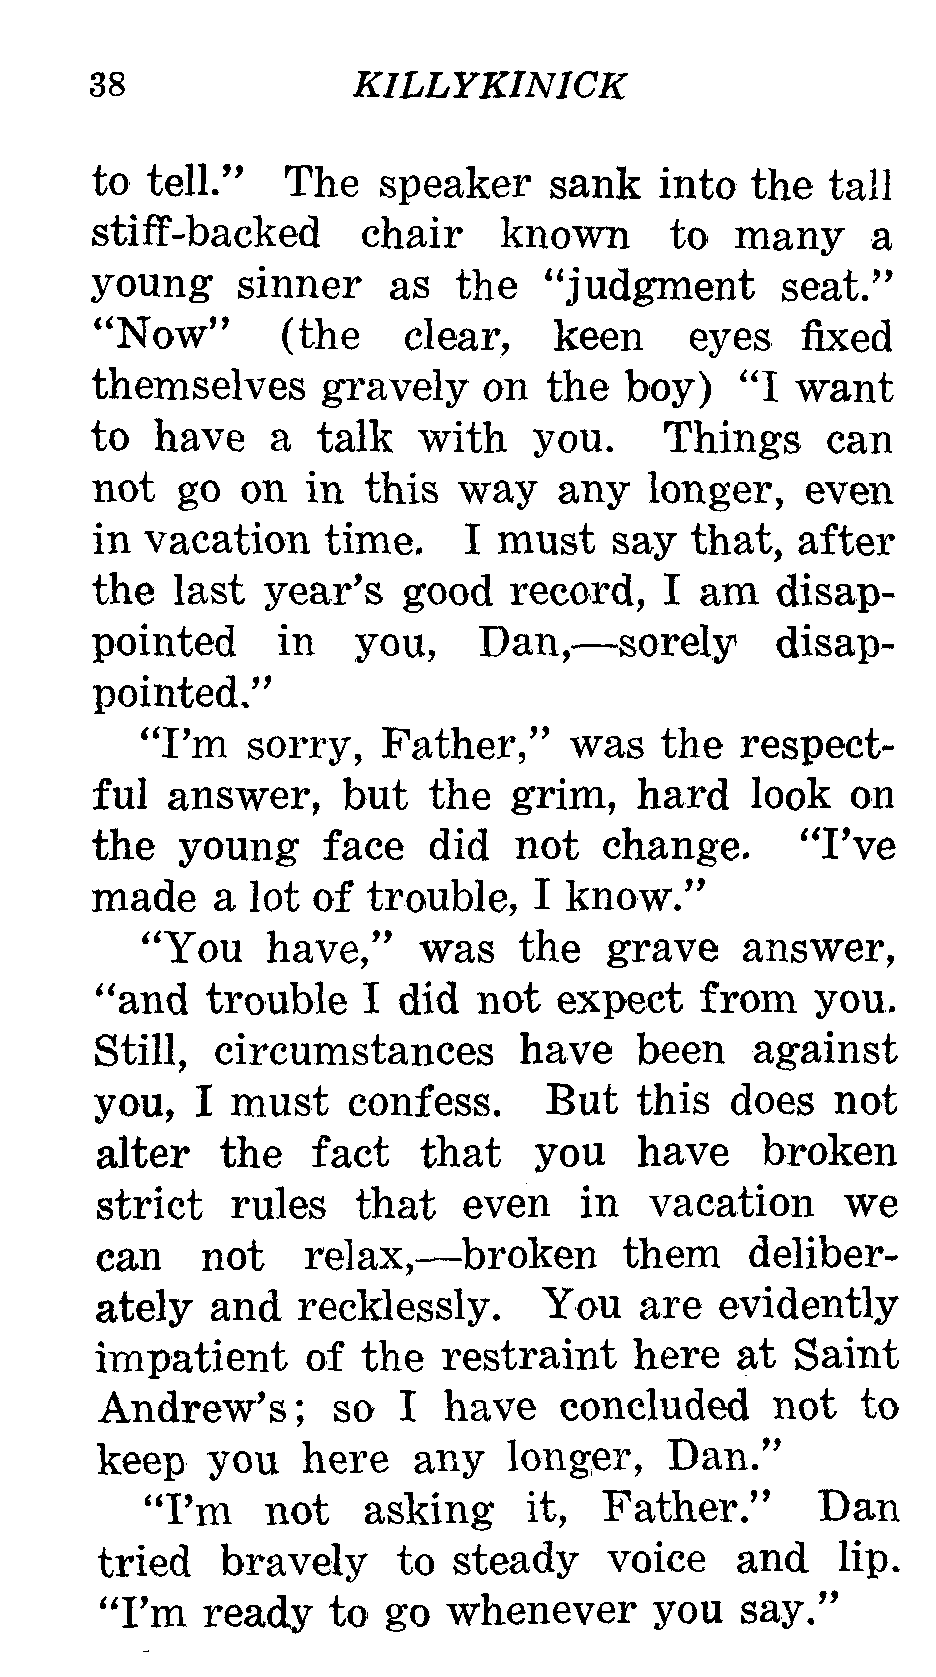 38 KILLYKINICK
to tell." The speaker sank into the tall
stiff-backed chair known to many a
young sinner as the "judgment seat."
"Now" (the clear, keen eyes fixed
themselves gravely on the boy) "I want
to have a talk with you. Things can
not go on in this way any longer, even
in vacation time. I must say that, after
the last year's good record, I am disap-
pointed in you, Dan,—sorely disap-
pointed."
"I'm sorry, Father," was the respect-
ful answer, but the grim, hard look on
the young face did not change. "I've
made a lot of trouble, I know."
"You have," was the grave answer,
"and trouble I did not expect from you.
Still, circumstances have been against
you, I must confess. But this does not
alter the fact that you have broken
strict rules that even in vacation we
can not relax,—broken them deliber-
ately and recklessly. You are evidently
impatient of the restraint here at Saint
Andrew's; so I have concluded not to
keep you here any longer, Dan."
"I'm not asking it, Father." Dan
tried bravely to steady voice and lip.
"I'm ready to go whenever you say."